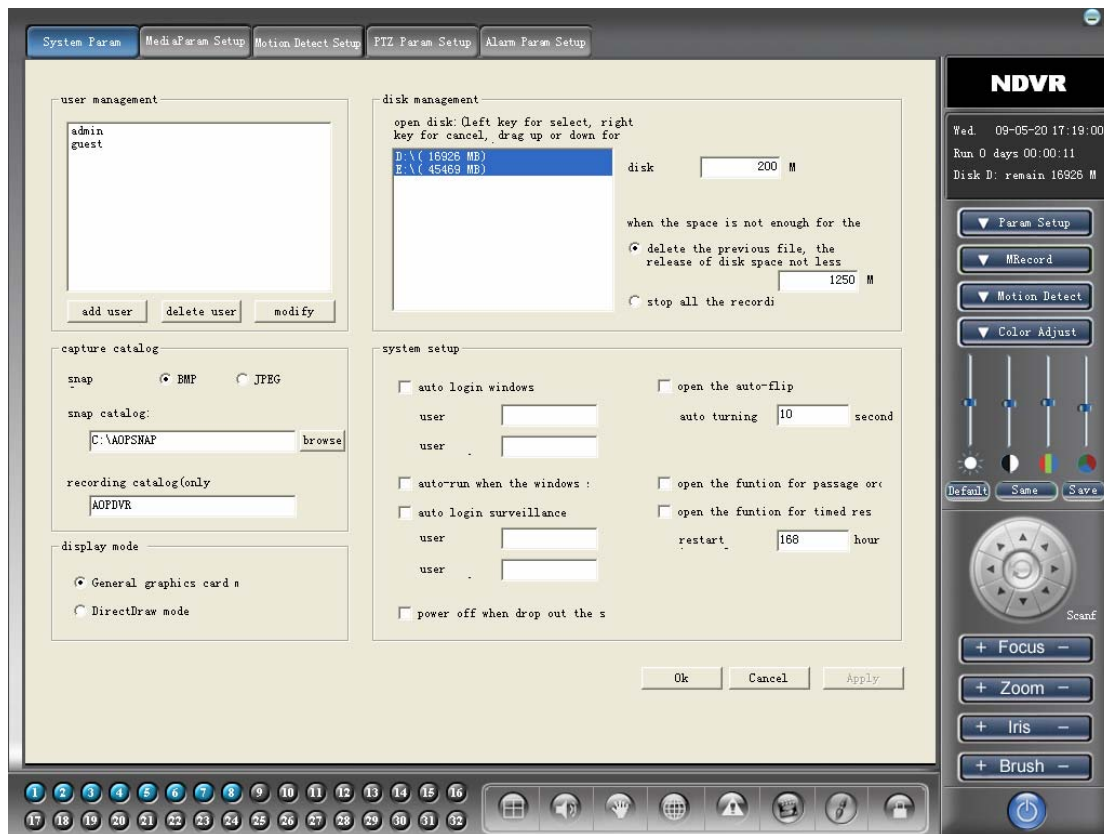 System Param
MediaParam Setup
Motion Detect Setup
PTZ Param Setup
Alarm Param Setup
user management
admin
guest
add user
delete user
modify
disk management
open disk:(left key for select, right
key for cancel, drag up or down for
D:\( 16926 MB)
E:\( 45469 MB)
disk 200 M
when the space is not enough for the
delete the previous file, the
release of disk space not less
1250 M
stop all the recordi
capture catalog
snap BMP JPEG
snap catalog:
C:\AOPSNAP browse
recording catalog(only
AOPDVR
display mode
General graphics card m
DirectDraw mode
system setup
auto login windows
user
user
auto-run when the windows :
auto login surveillance
user
user
power off when drop out the s
open the auto-flip
auto turning 10 second
open the funtion for passage orc
open the funtion for timed res
restart 168 hour
Ok
Cancel
Apply
NDVR
Wed. 09-05-20 17:19:00
Run 0 days 00:00:11
Disk D: remain 16926 M
Param Setup
MRecord
Motion Detect
Color Adjust
Default Same Save
Scanf
+ Focus -
+ Zoom -
+ Iris -
+ Brush -
1 2 3 4 5 6 7 8 9 10 11 12 13 14 15 16
17 18 19 20 21 22 23 24 25 26 27 28 29 30 31 32